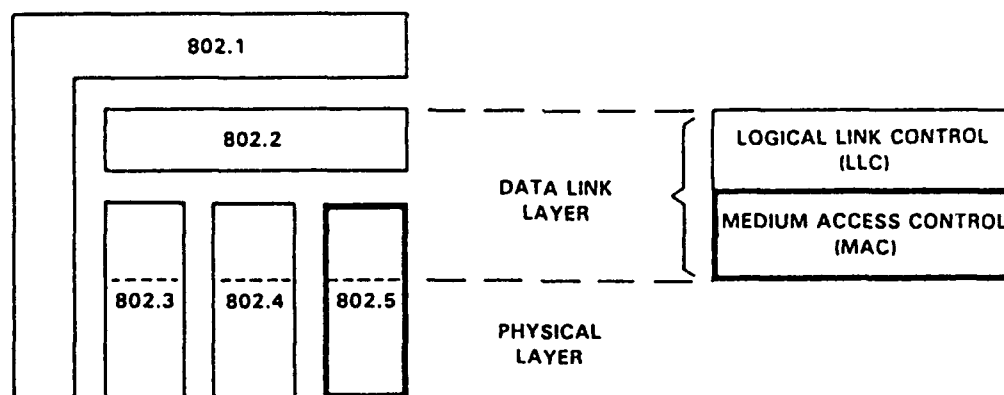 802.1
802.2
802.3
802.4
802.5
DATA LINK
LAYER
PHYSICAL
LAYER
LOGICAL LINK CONTROL
(LLC)
MEDIUM ACCESS CONTROL
(MAC)